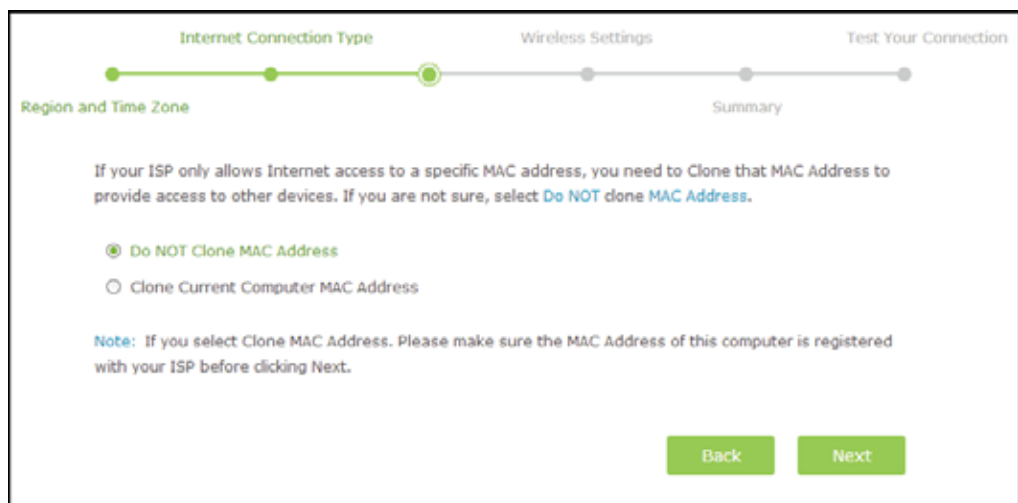 Internet Connection Type
Wireless Settings
Test Your Connection
Region and Time Zone
Summary
If your ISP only allows Internet access to a specific MAC address, you need to Clone that MAC Address to
provide access to other devices. If you are not sure, select Do NOT clone MAC Address.
Do NOT Clone MAC Address
Clone Current Computer MAC Address
Note: If you select Clone MAC Address. Please make sure the MAC Address of this computer is registered
with your ISP before clicking Next.
Back
Next